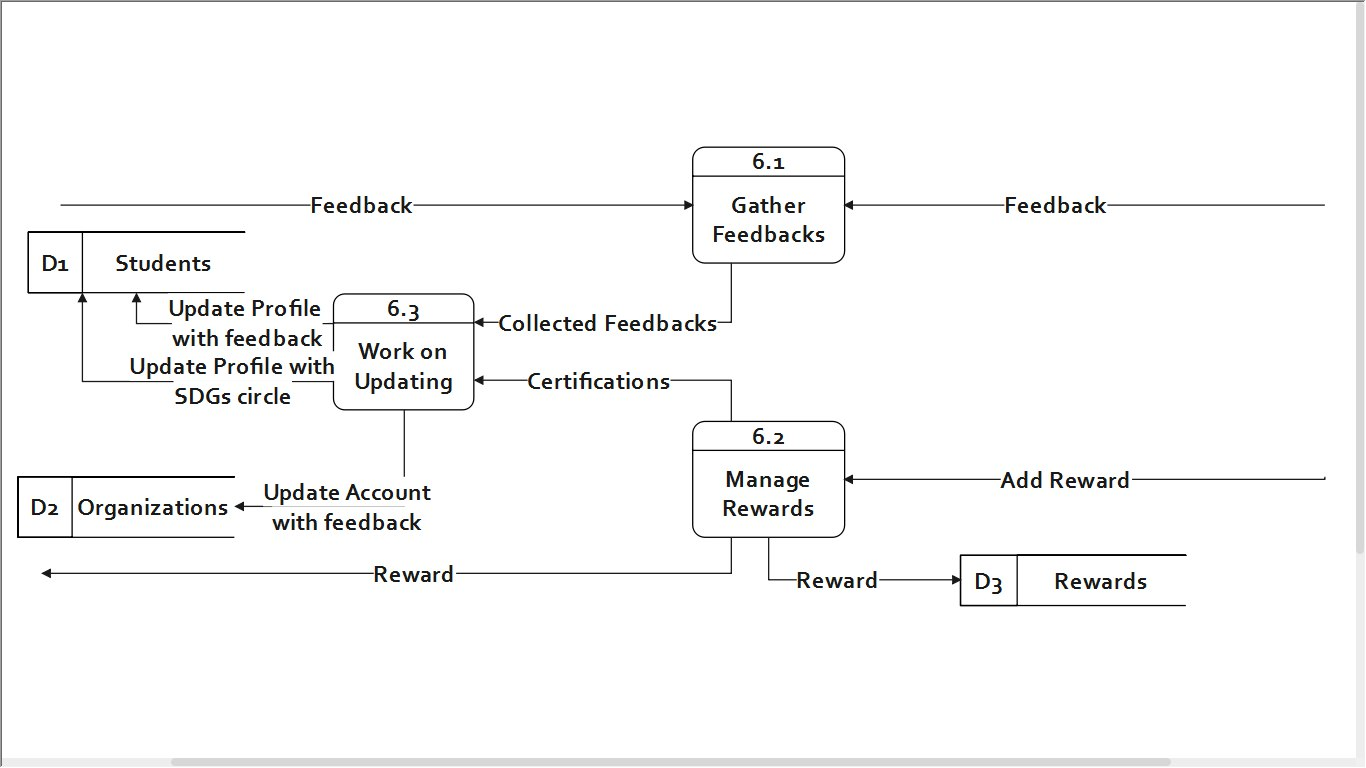 6.1
Feedback
Gather
Feedbacks
Feedback
D1
Students
Update Profile
with feedback
6.3
Collected Feedbacks
Work on
Updating
Update Profile with
SDGs circle
Certifications
6.2
Manage
Rewards
Add Reward
D2
Organizations
Update Account
with feedback
Reward
Reward
D3
Rewards